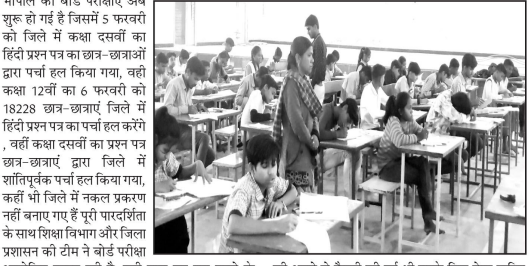 भोपाल की बोर्ड परीक्षाएं अब
शुरू हो गई है जिसमें 5 फरवरी
को जिले में कक्षा दसवीं का
हिंदी प्रश्न पत्र का छात्र-छात्राओं
द्वारा पर्चा हल किया गया, वही
कक्षा 12वीं का 6 फरवरी को
18228 छात्र-छात्राएं जिले में
हिंदी प्रश्न पत्र का पर्चा हल करेंगे
, वहीं कक्षा दसवीं का प्रश्न पत्र
छात्र-छात्राएं द्वारा जिले में
शांतिपूर्वक पर्चा हल किया गया,
कहीं भी जिले में नकल प्रकरण
नहीं बनाए गए हैं पूरी पारदर्शिता
के साथ शिक्षा विभाग और जिला
प्रशासन की टीम ने बोर्ड परीक्षा